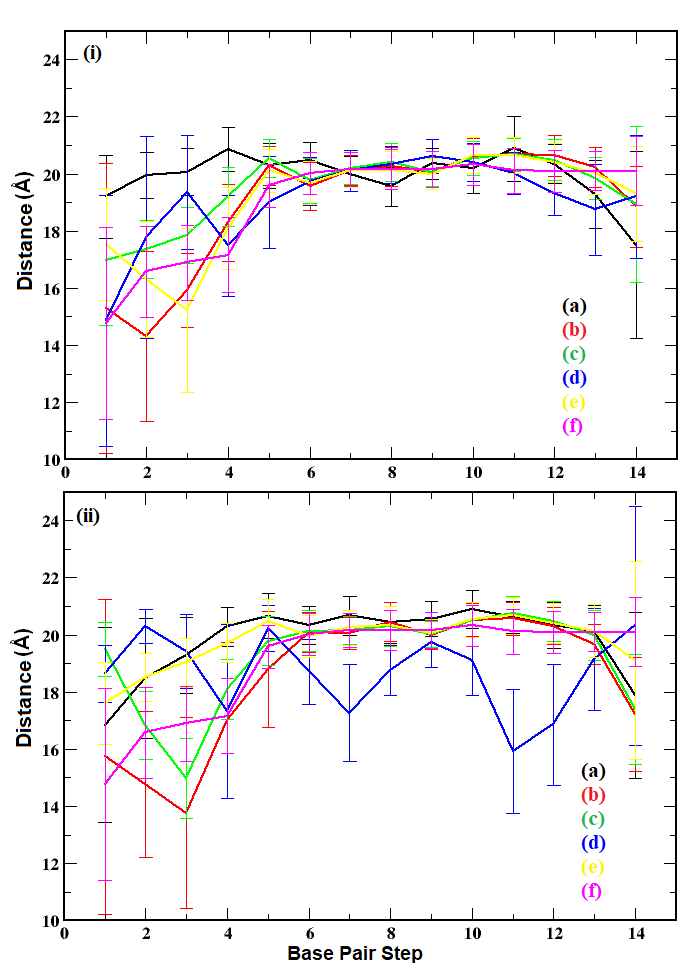 (i)
24
22
20
18
16
14
12
10
Distance (Å)
(a)
(b)
(c)
(d)
(e)
(f)
0 2 4 6 8 10 12 14
(ii)
24
22
20
18
16
14
12
10
Distance (Å)
(a)
(b)
(c)
(d)
(e)
(f)
0 2 4 6 8 10 12 14
Base Pair Step